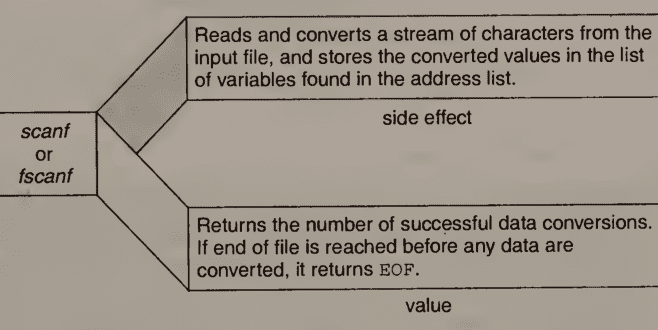 Reads and converts a stream of characters from the
input file, and stores the converted values in the list
of variables found in the address list.
side effect
scanf
or
fscanf
Returns the number of successful data conversions.
If end of file is reached before any data are
converted, it returns EOF.
value